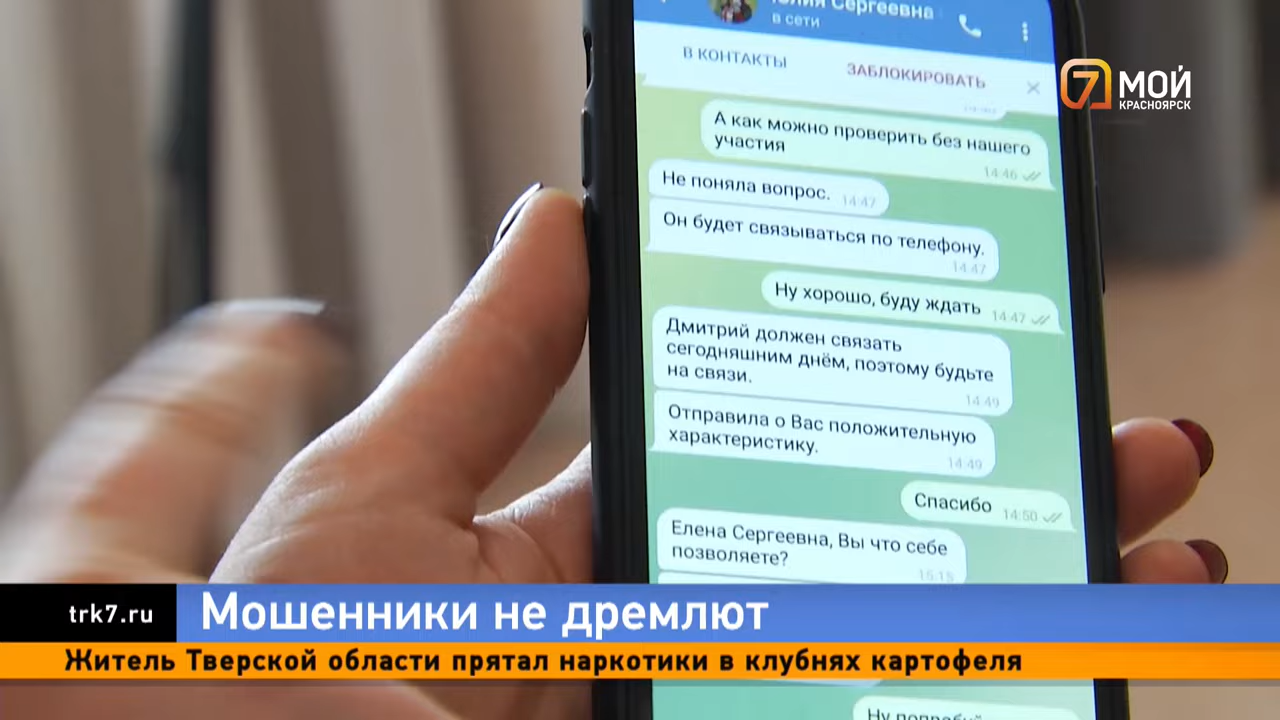 Юлия Сергеевна
в сети
В КОНТАКТЫ
ЗАБЛОКИРОВАТЬ
7 МОЙ
КРАСНОЯРСК
А как можно проверить без нашего
участия
14:46
Не поняла вопрос. 14:47
Он будет связываться по телефону.
14:47
Ну хорошо, буду ждать 14:47
Дмитрий должен связать
сегодняшним днём, поэтому будьте
на связи.
14:49
Отправила о Вас положительную
характеристику.
14:49
Спасибо 14:50
Елена Сергеевна, Вы что себе
позволяете?
15:15
trk7.ru
Мошенники не дремлют
Житель Тверской области прятал наркотики в клубнях картофеля